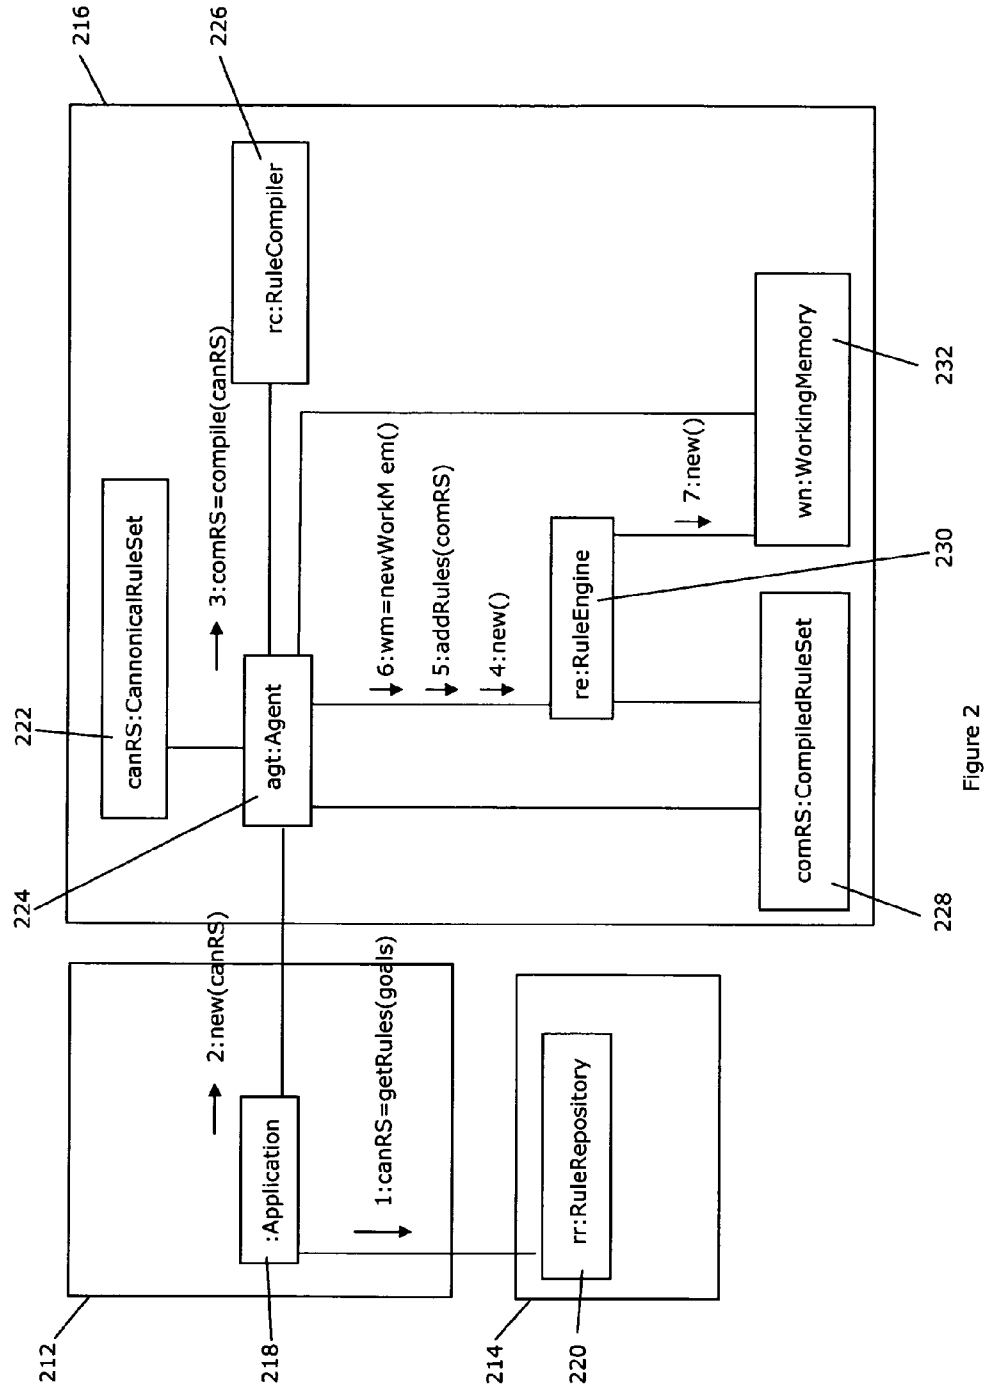 216
226
222
canRS:CannonicalRuleSet
rc:RuleCompiler
3:comRS=compile(canRS)
224
agt:Agent
2:new(canRS)
212
:Application
218
1:canRS=getRules(goals)
6:wm=newWorkM em()
5:addRules(comRS)
4:new()
re:RuleEngine
7:new()
214
rr:RuleRepository
220
comRS:CompiledRuleSet
wn:WorkingMemory
228
230
232
Figure 2